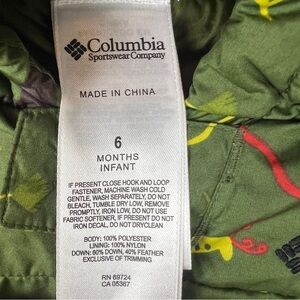 Columbia
Sportswear Company
MADE IN CHINA
6
MONTHS
INFANT
IF PRESENT CLOSE HOOK AND LOOP
FASTENER, MACHINE WASH COLD
GENTLE, WASH SEPARATELY, DO NOT
BLEACH, TUMBLE DRY LOW, REMOVE
PROMPTLY, IRON LOW, DO NOT USE
FABRIC SOFTENER, IF PRESENT DO NOT
IRON DECAL, DO NOT DRYCLEAN
BODY: 100% POLYESTER
LINING: 100% NYLON
DOWN: 60% DOWN, 40% FEATHER
EXCLUSIVE OF TRIMMING
RN 69724
CA 05367